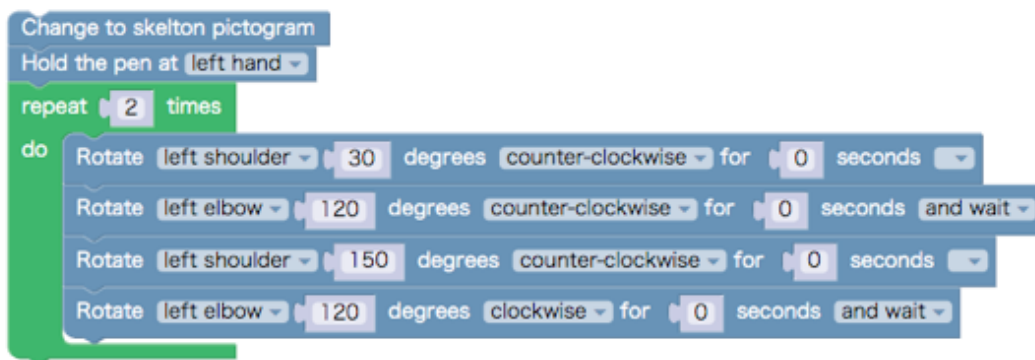 Change to skelton pictogram
Hold the pen at left hand
repeat 2 times
do
Rotate left shoulder 30 degrees counter-clockwise for 0 seconds
Rotate left elbow 120 degrees counter-clockwise for 0 seconds and wait
Rotate left shoulder 150 degrees counter-clockwise for 0 seconds
Rotate left elbow 120 degrees clockwise for 0 seconds and wait